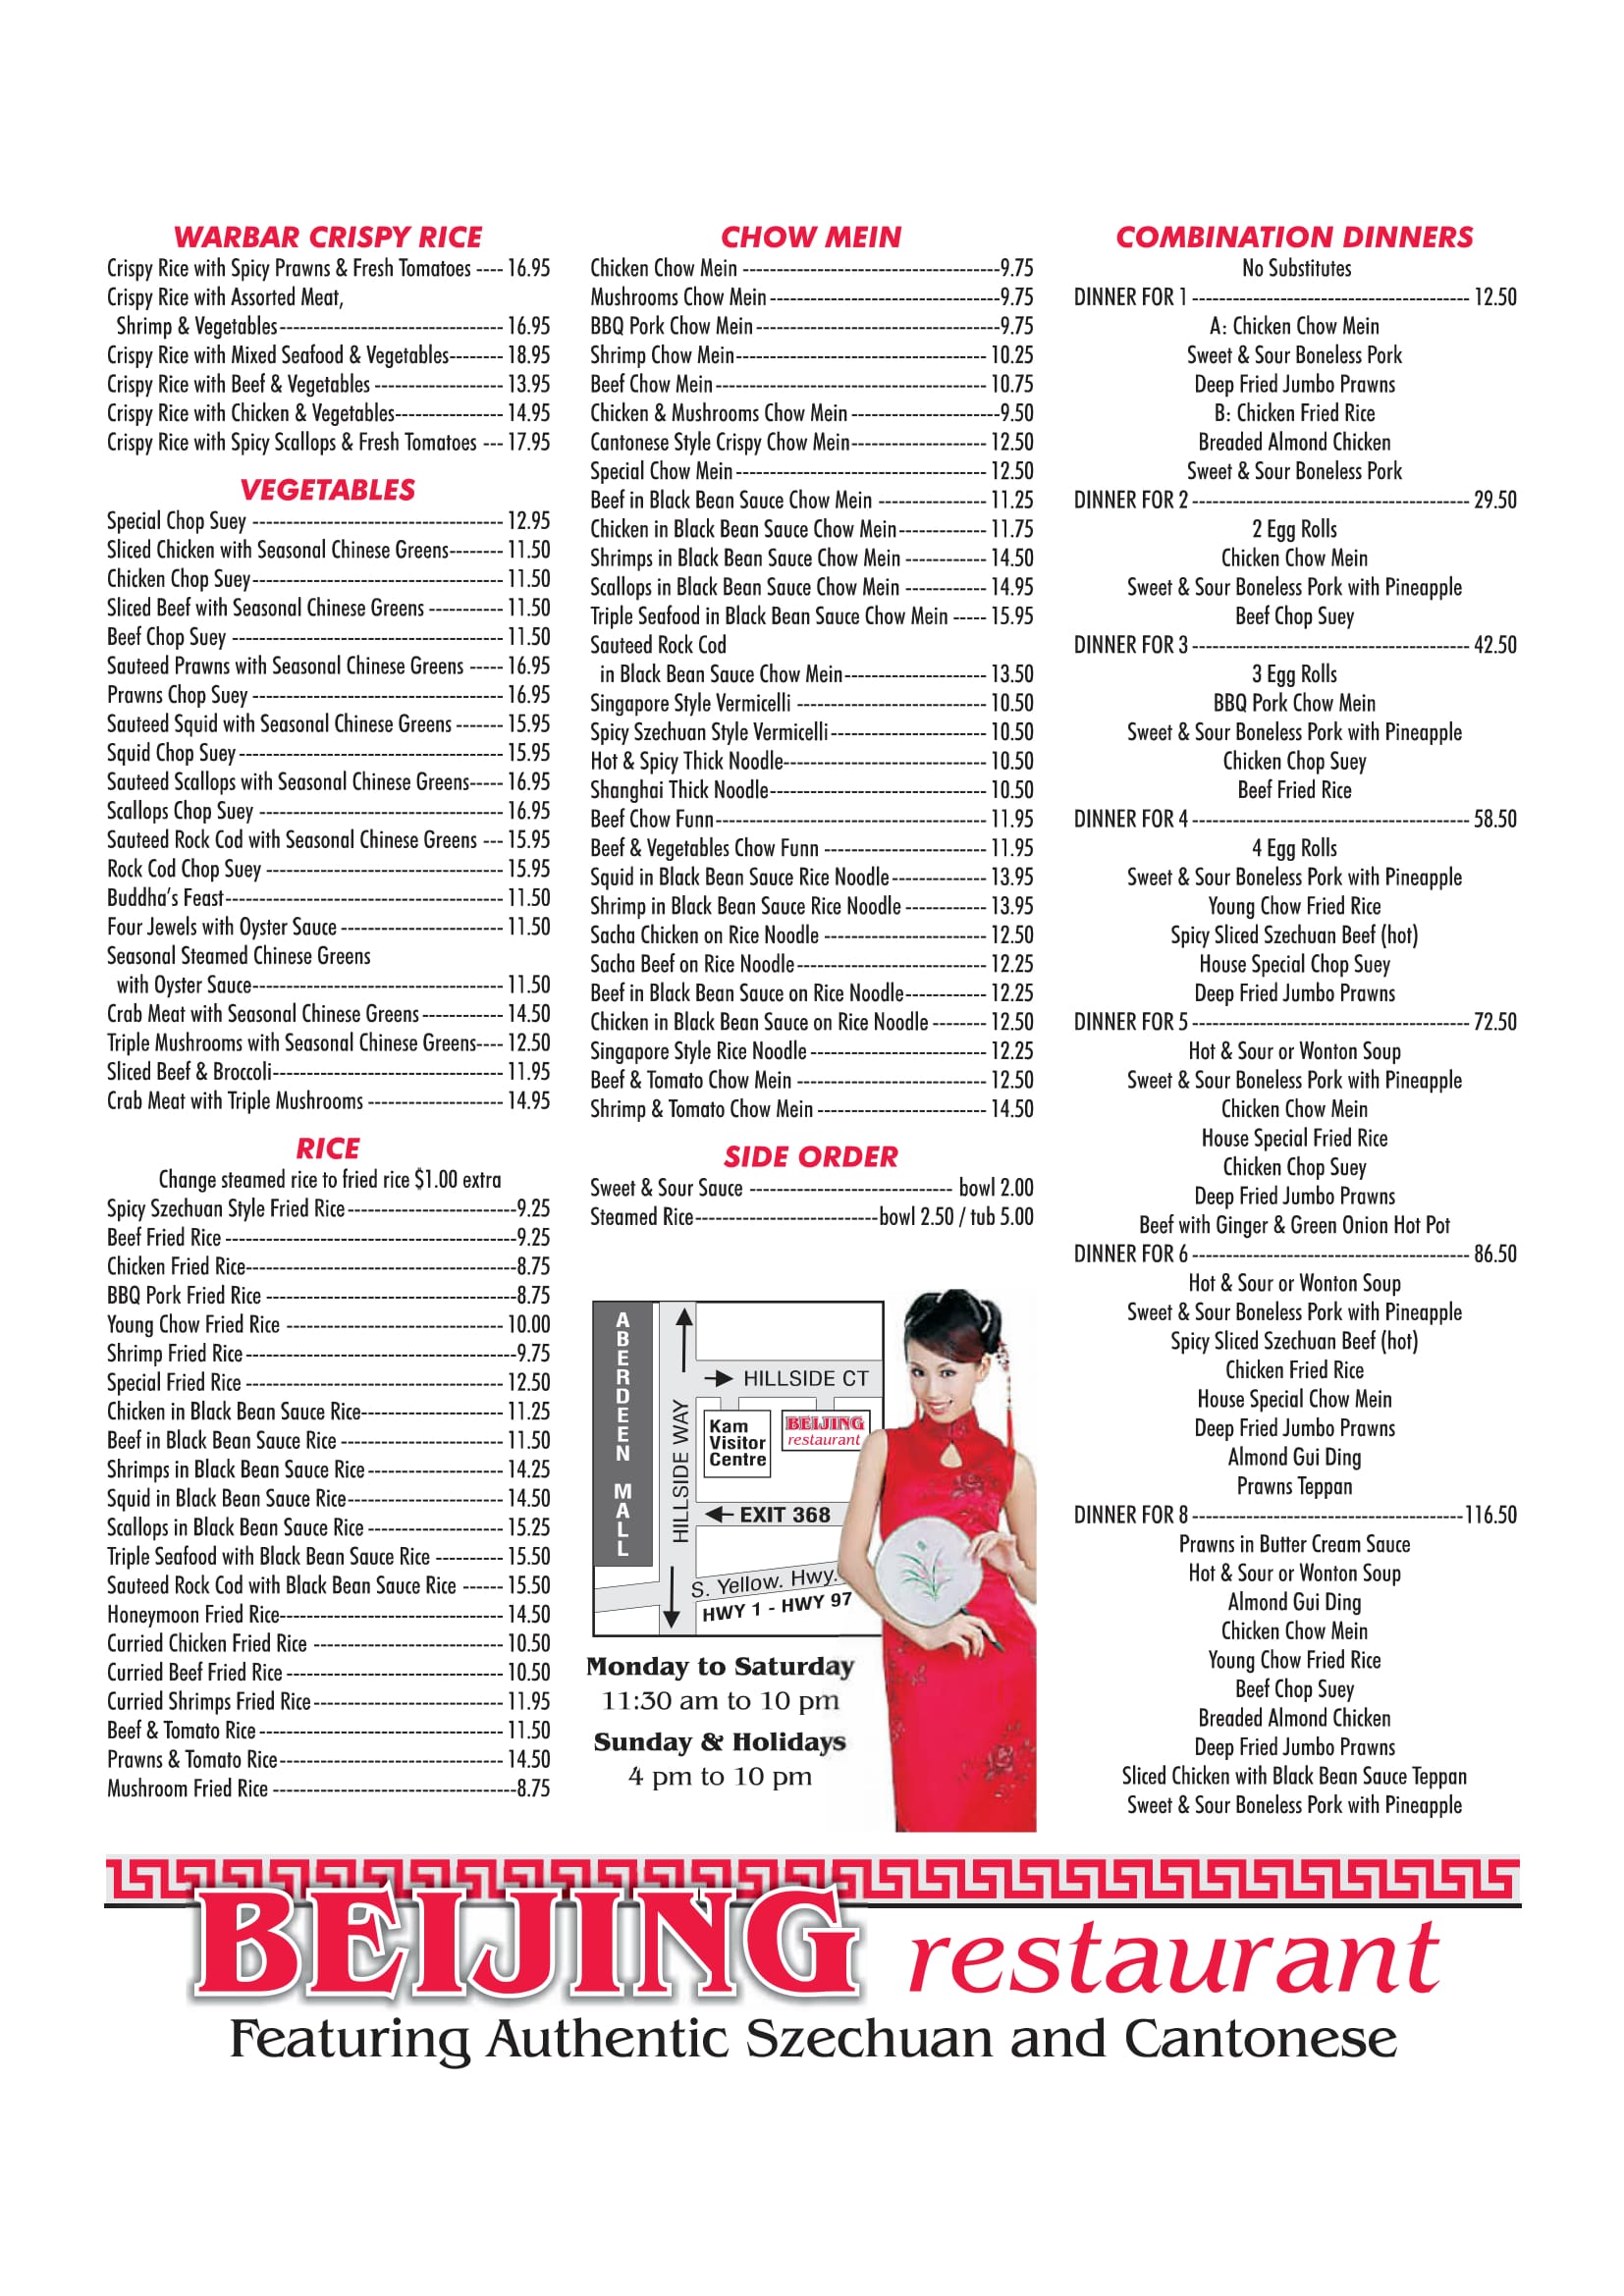 WARBAR CRISPY RICE
Crispy Rice with Spicy Prawns & Fresh Tomatoes ---- 16.95
Crispy Rice with Assorted Meat,
Shrimp & Vegetables--------------------------------- 16.95
Crispy Rice with Mixed Seafood & Vegetables-------- 18.95
Crispy Rice with Beef & Vegetables ------------------- 13.95
Crispy Rice with Chicken & Vegetables---------------- 14.95
Crispy Rice with Spicy Scallops & Fresh Tomatoes --- 17.95
VEGETABLES
Special Chop Suey ------------------------------------- 12.95
Sliced Chicken with Seasonal Chinese Greens-------- 11.50
Chicken Chop Suey------------------------------------- 11.50
Sliced Beef with Seasonal Chinese Greens ----------- 11.50
Beef Chop Suey ---------------------------------------- 11.50
Sauteed Prawns with Seasonal Chinese Greens ----- 16.95
Prawns Chop Suey ------------------------------------- 16.95
Sauteed Squid with Seasonal Chinese Greens ------- 15.95
Squid Chop Suey --------------------------------------- 15.95
Sauteed Scallops with Seasonal Chinese Greens----- 16.95
Scallops Chop Suey ------------------------------------ 16.95
Sauteed Rock Cod with Seasonal Chinese Greens --- 15.95
Rock Cod Chop Suey ----------------------------------- 15.95
Buddha's Feast----------------------------------------- 11.50
Four Jewels with Oyster Sauce ------------------------ 11.50
Seasonal Steamed Chinese Greens
with Oyster Sauce------------------------------------- 11.50
Crab Meat with Seasonal Chinese Greens ------------ 14.50
Triple Mushrooms with Seasonal Chinese Greens---- 12.50
Sliced Beef & Broccoli---------------------------------- 11.95
Crab Meat with Triple Mushrooms -------------------- 14.95
RICE
Change steamed rice to fried rice $1.00 extra
Spicy Szechuan Style Fried Rice -------------------------9.25
Beef Fried Rice -------------------------------------------9.25
Chicken Fried Rice----------------------------------------8.75
BBQ Pork Fried Rice -------------------------------------8.75
Young Chow Fried Rice -------------------------------- 10.00
Shrimp Fried Rice ----------------------------------------9.75
Special Fried Rice -------------------------------------- 12.50
Chicken in Black Bean Sauce Rice--------------------- 11.25
Beef in Black Bean Sauce Rice ------------------------ 11.50
Shrimps in Black Bean Sauce Rice -------------------- 14.25
Squid in Black Bean Sauce Rice----------------------- 14.50
Scallops in Black Bean Sauce Rice -------------------- 15.25
Triple Seafood with Black Bean Sauce Rice ---------- 15.50
Sauteed Rock Cod with Black Bean Sauce Rice ------ 15.50
Honeymoon Fried Rice--------------------------------- 14.50
Curried Chicken Fried Rice ---------------------------- 10.50
Curried Beef Fried Rice -------------------------------- 10.50
Curried Shrimps Fried Rice ---------------------------- 11.95
Beef & Tomato Rice ------------------------------------ 11.50
Prawns & Tomato Rice--------------------------------- 14.50
Mushroom Fried Rice ------------------------------------8.75
CHOW MEIN
Chicken Chow Mein --------------------------------------9.75
Mushrooms Chow Mein ----------------------------------9.75
BBQ Pork Chow Mein ------------------------------------9.75
Shrimp Chow Mein------------------------------------- 10.25
Beef Chow Mein ---------------------------------------- 10.75
Chicken & Mushrooms Chow Mein ----------------------9.50
Cantonese Style Crispy Chow Mein-------------------- 12.50
Special Chow Mein ------------------------------------- 12.50
Beef in Black Bean Sauce Chow Mein ---------------- 11.25
Chicken in Black Bean Sauce Chow Mein------------- 11.75
Shrimps in Black Bean Sauce Chow Mein ------------ 14.50
Scallops in Black Bean Sauce Chow Mein ------------ 14.95
Triple Seafood in Black Bean Sauce Chow Mein ----- 15.95
Sauteed Rock Cod
in Black Bean Sauce Chow Mein--------------------- 13.50
Singapore Style Vermicelli ---------------------------- 10.50
Spicy Szechuan Style Vermicelli ----------------------- 10.50
Hot & Spicy Thick Noodle------------------------------ 10.50
Shanghai Thick Noodle-------------------------------- 10.50
Beef Chow Funn---------------------------------------- 11.95
Beef & Vegetables Chow Funn ------------------------ 11.95
Squid in Black Bean Sauce Rice Noodle -------------- 13.95
Shrimp in Black Bean Sauce Rice Noodle ------------ 13.95
Sacha Chicken on Rice Noodle ------------------------ 12.50
Sacha Beef on Rice Noodle ---------------------------- 12.25
Beef in Black Bean Sauce on Rice Noodle------------ 12.25
Chicken in Black Bean Sauce on Rice Noodle -------- 12.50
Singapore Style Rice Noodle -------------------------- 12.25
Beef & Tomato Chow Mein ---------------------------- 12.50
Shrimp & Tomato Chow Mein ------------------------- 14.50
SIDE ORDER
Sweet & Sour Sauce ------------------------------ bowl 2.00
Steamed Rice---------------------------bowl 2.50 / tub 5.00
ABERDEEN MALL
HILLSIDE WAY
HILLSIDE CT
Kam
Visitor
Centre
BEIJING
restaurant
EXIT 368
S. Yellow. Hwy.
HWY 1 - HWY 97
Monday to Saturday
11:30 am to 10 pm
Sunday & Holidays
4 pm to 10 pm
COMBINATION DINNERS
No Substitutes
DINNER FOR 1 ----------------------------------------- 12.50
A: Chicken Chow Mein
Sweet & Sour Boneless Pork
Deep Fried Jumbo Prawns
B: Chicken Fried Rice
Breaded Almond Chicken
Sweet & Sour Boneless Pork
DINNER FOR 2 ----------------------------------------- 29.50
2 Egg Rolls
Chicken Chow Mein
Sweet & Sour Boneless Pork with Pineapple
Beef Chop Suey
DINNER FOR 3 ----------------------------------------- 42.50
3 Egg Rolls
BBQ Pork Chow Mein
Sweet & Sour Boneless Pork with Pineapple
Chicken Chop Suey
Beef Fried Rice
DINNER FOR 4 ----------------------------------------- 58.50
4 Egg Rolls
Sweet & Sour Boneless Pork with Pineapple
Young Chow Fried Rice
Spicy Sliced Szechuan Beef (hot)
House Special Chop Suey
Deep Fried Jumbo Prawns
DINNER FOR 5 ----------------------------------------- 72.50
Hot & Sour or Wonton Soup
Sweet & Sour Boneless Pork with Pineapple
Chicken Chow Mein
House Special Fried Rice
Chicken Chop Suey
Deep Fried Jumbo Prawns
Beef with Ginger & Green Onion Hot Pot
DINNER FOR 6 ----------------------------------------- 86.50
Hot & Sour or Wonton Soup
Sweet & Sour Boneless Pork with Pineapple
Spicy Sliced Szechuan Beef (hot)
Chicken Fried Rice
House Special Chow Mein
Deep Fried Jumbo Prawns
Almond Gui Ding
Prawns Teppan
DINNER FOR 8 ----------------------------------------116.50
Prawns in Butter Cream Sauce
Hot & Sour or Wonton Soup
Almond Gui Ding
Chicken Chow Mein
Young Chow Fried Rice
Beef Chop Suey
Breaded Almond Chicken
Deep Fried Jumbo Prawns
Sliced Chicken with Black Bean Sauce Teppan
Sweet & Sour Boneless Pork with Pineapple
BEIJING restaurant
Featuring Authentic Szechuan and Cantonese